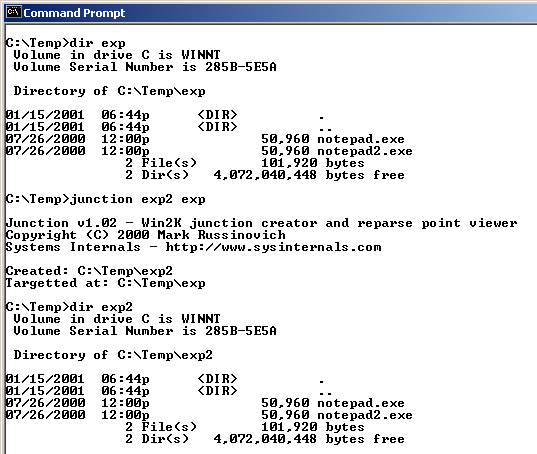 Command Prompt
C:\Temp>dir exp
 Volume in drive C is WINNT
 Volume Serial Number is 285B-5E5A

 Directory of C:\Temp\exp

01/15/2001  06:44p      <DIR>          .
01/15/2001  06:44p      <DIR>          ..
07/26/2000  12:00p              50,960 notepad.exe
07/26/2000  12:00p              50,960 notepad2.exe
               2 File(s)        101,920 bytes
               2 Dir(s)   4,072,040,448 bytes free

C:\Temp>junction exp2 exp

Junction v1.02 - Win2K junction creator and reparse point viewer
Copyright (C) 2000 Mark Russinovich
Systems Internals - http://www.sysinternals.com

Created: C:\Temp\exp2
Targetted at: C:\Temp\exp

C:\Temp>dir exp2
 Volume in drive C is WINNT
 Volume Serial Number is 285B-5E5A

 Directory of C:\Temp\exp2

01/15/2001  06:44p      <DIR>          .
01/15/2001  06:44p      <DIR>          ..
07/26/2000  12:00p              50,960 notepad.exe
07/26/2000  12:00p              50,960 notepad2.exe
               2 File(s)        101,920 bytes
               2 Dir(s)   4,072,040,448 bytes free